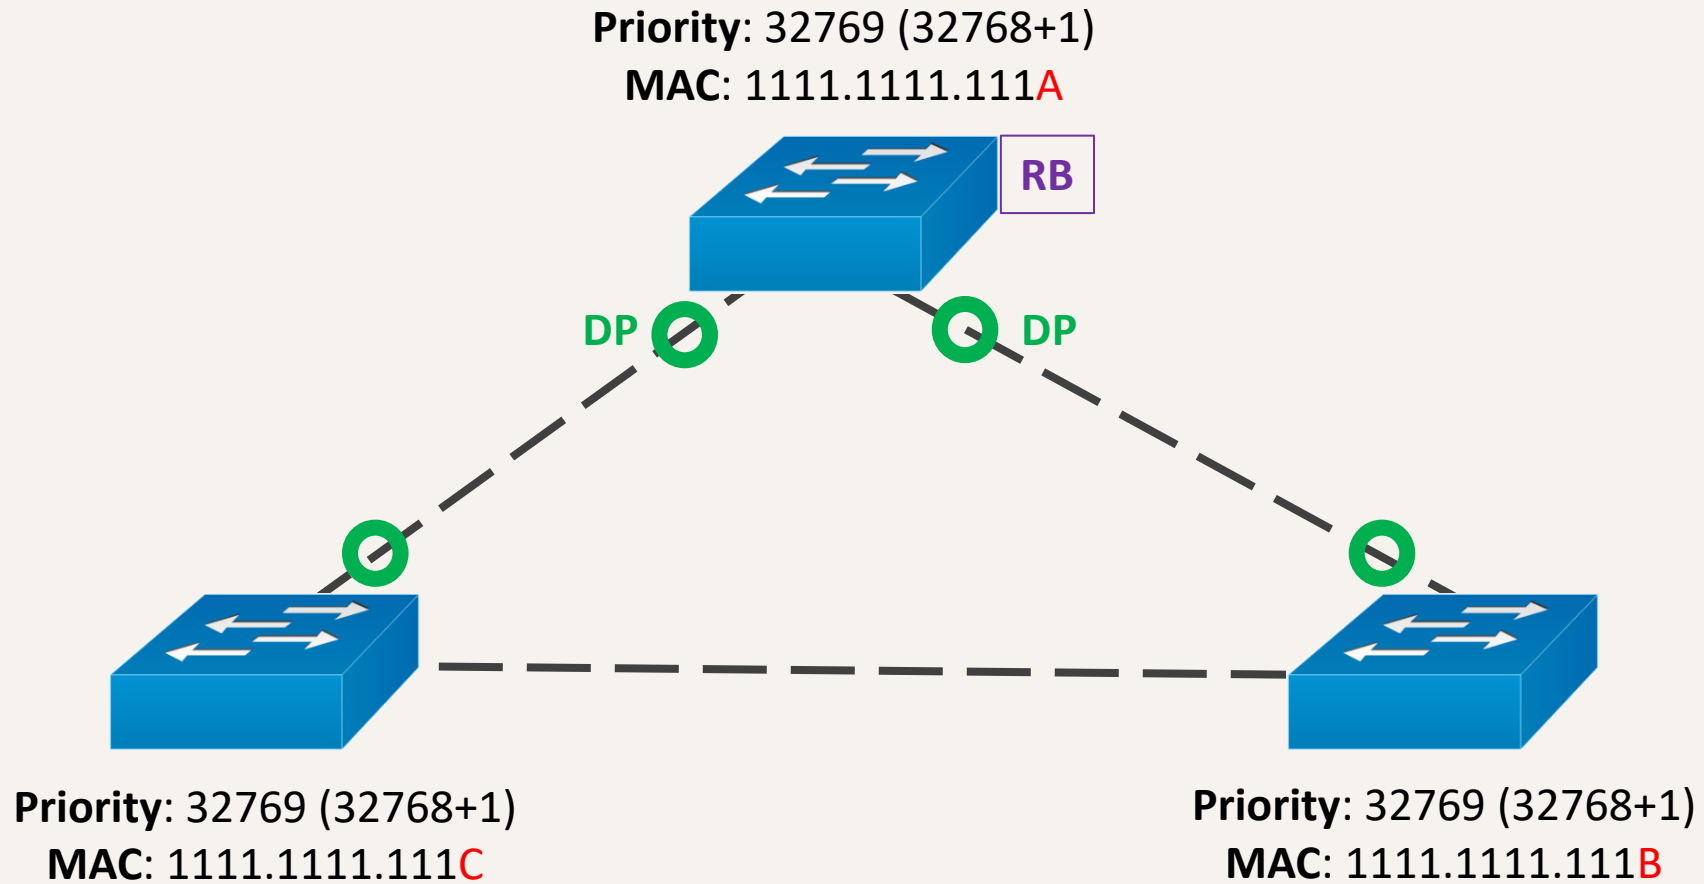 Priority: 32769 (32768+1)
MAC: 1111.1111.111A
RB
DP
DP
Priority: 32769 (32768+1)
MAC: 1111.1111.111C
Priority: 32769 (32768+1)
MAC: 1111.1111.111B